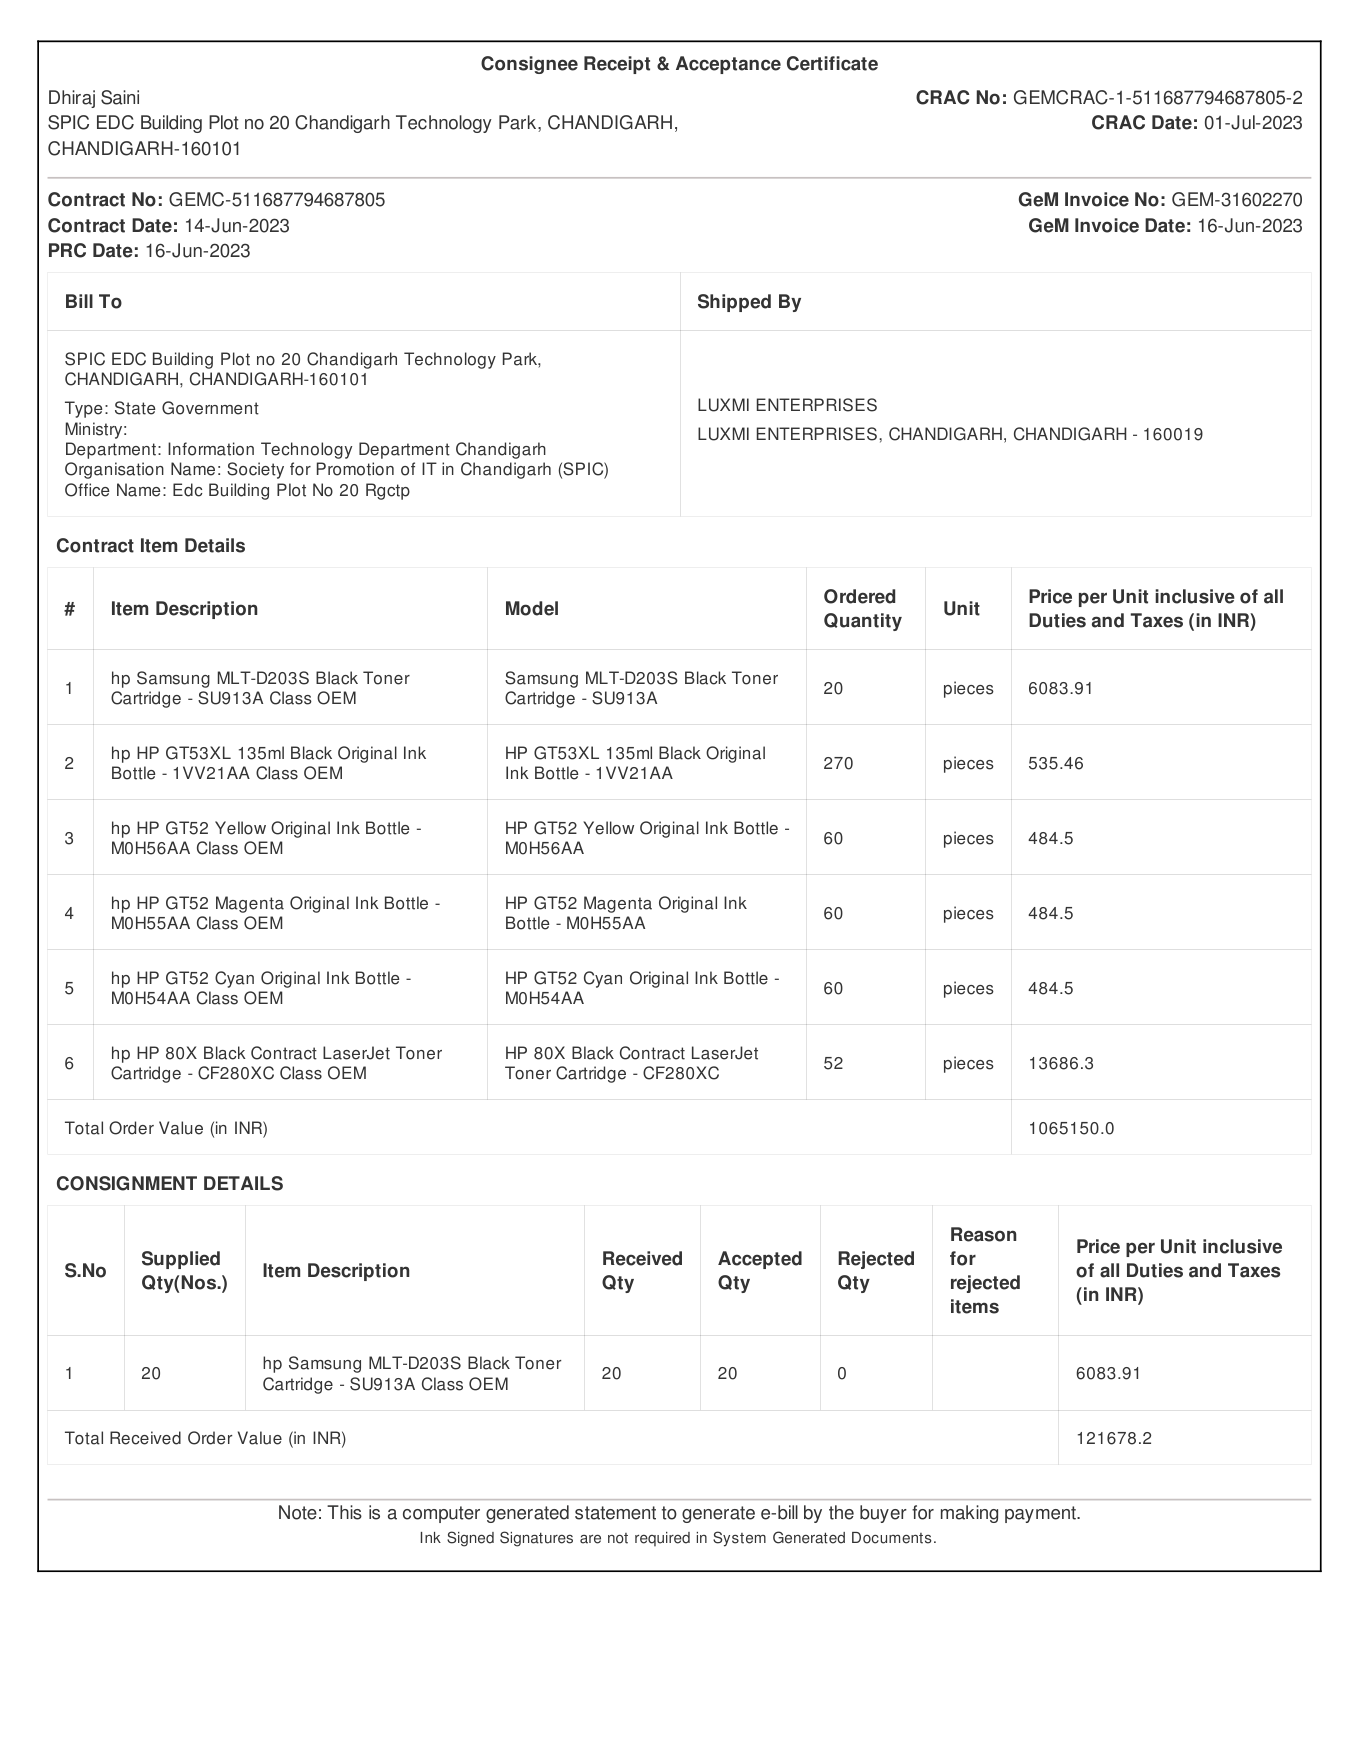 Consignee Receipt & Acceptance Certificate
Dhiraj Saini
SPIC EDC Building Plot no 20 Chandigarh Technology Park, CHANDIGARH,
CHANDIGARH-160101
CRAC No: GEMCRAC-1-511687794687805-2
CRAC Date: 01-Jul-2023
Contract No: GEMC-511687794687805
Contract Date: 14-Jun-2023
PRC Date: 16-Jun-2023
GeM Invoice No: GEM-31602270
GeM Invoice Date: 16-Jun-2023
Bill To
Shipped By
SPIC EDC Building Plot no 20 Chandigarh Technology Park,
CHANDIGARH, CHANDIGARH-160101
Type: State Government
Ministry:
Department: Information Technology Department Chandigarh
Organisation Name: Society for Promotion of IT in Chandigarh (SPIC)
Office Name: Edc Building Plot No 20 Rgctp
LUXMI ENTERPRISES
LUXMI ENTERPRISES, CHANDIGARH, CHANDIGARH - 160019
Contract Item Details
# Item Description Model Ordered Quantity Unit Price per Unit inclusive of all Duties and Taxes (in INR)
1 hp Samsung MLT-D203S Black Toner Cartridge - SU913A Class OEM Samsung MLT-D203S Black Toner Cartridge - SU913A 20 pieces 6083.91
2 hp HP GT53XL 135ml Black Original Ink Bottle - 1VV21AA Class OEM HP GT53XL 135ml Black Original Ink Bottle - 1VV21AA 270 pieces 535.46
3 hp HP GT52 Yellow Original Ink Bottle - M0H56AA Class OEM HP GT52 Yellow Original Ink Bottle - M0H56AA 60 pieces 484.5
4 hp HP GT52 Magenta Original Ink Bottle - M0H55AA Class OEM HP GT52 Magenta Original Ink Bottle - M0H55AA 60 pieces 484.5
5 hp HP GT52 Cyan Original Ink Bottle - M0H54AA Class OEM HP GT52 Cyan Original Ink Bottle - M0H54AA 60 pieces 484.5
6 hp HP 80X Black Contract LaserJet Toner Cartridge - CF280XC Class OEM HP 80X Black Contract LaserJet Toner Cartridge - CF280XC 52 pieces 13686.3
Total Order Value (in INR) 1065150.0
CONSIGNMENT DETAILS
S.No Supplied Qty(Nos.) Item Description Received Qty Accepted Qty Rejected Qty Reason for rejected items Price per Unit inclusive of all Duties and Taxes (in INR)
1 20 hp Samsung MLT-D203S Black Toner Cartridge - SU913A Class OEM 20 20 0 6083.91
Total Received Order Value (in INR) 121678.2
Note: This is a computer generated statement to generate e-bill by the buyer for making payment.
Ink Signed Signatures are not required in System Generated Documents.